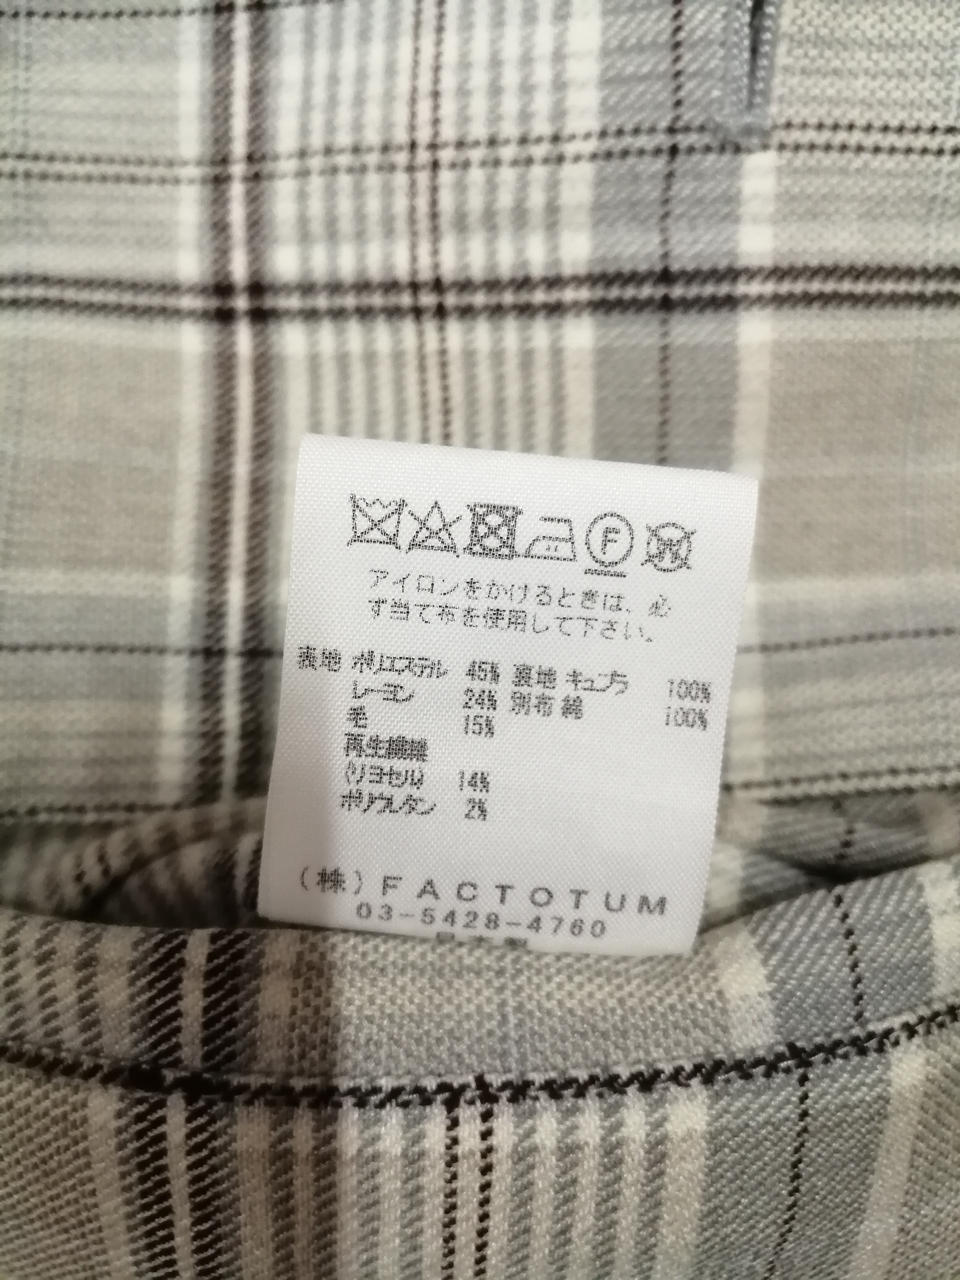 F W
アイロンをかけるときは、必
ず当て布を使用して下さい。
表地 ポリエステル 45% 裏地 キュプラ 100%
レーヨン 24% 別布 綿 100%
毛 15%
再生繊維
(リヨセル) 14%
ポリウレタン 2%
(株)FACTOTUM
03-5428-4760